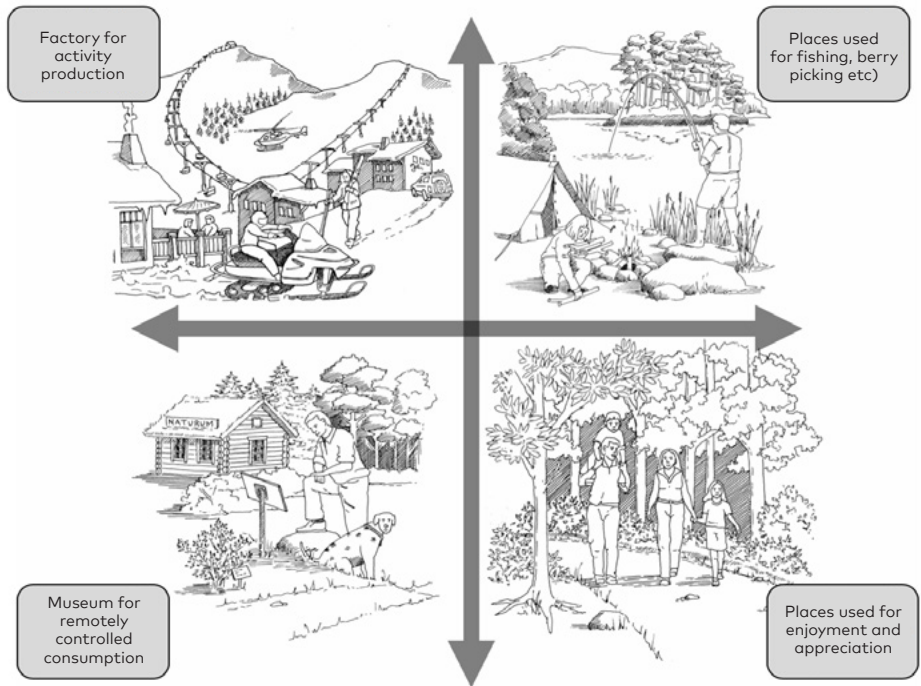 Factory for
activity
production
Places used
for fishing, berry
picking etc)
NATURUM
Museum for
remotely
controlled
consumption
Places used for
enjoyment and
appreciation